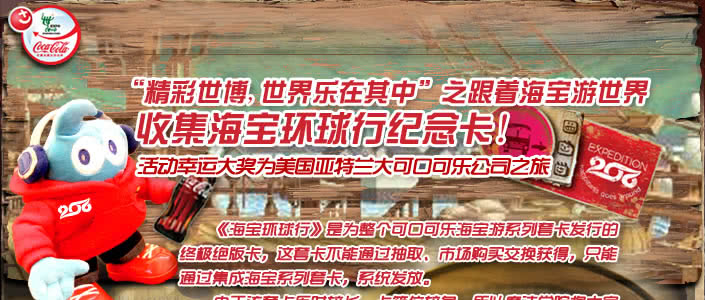 Coca-Cola
“精彩世博，世界乐在其中”之跟着海宝游世界
收集海宝环球行纪念卡！
活动幸运大奖为美国亚特兰大可口可乐公司之旅
EXPEDITION
206
206
《海宝环球行》是为整个可口可乐海宝游系列套卡发行的
终极绝版卡，这套卡不能通过抽取、市场购买交换获得，只能
通过集成海宝系列套卡，系统发放。